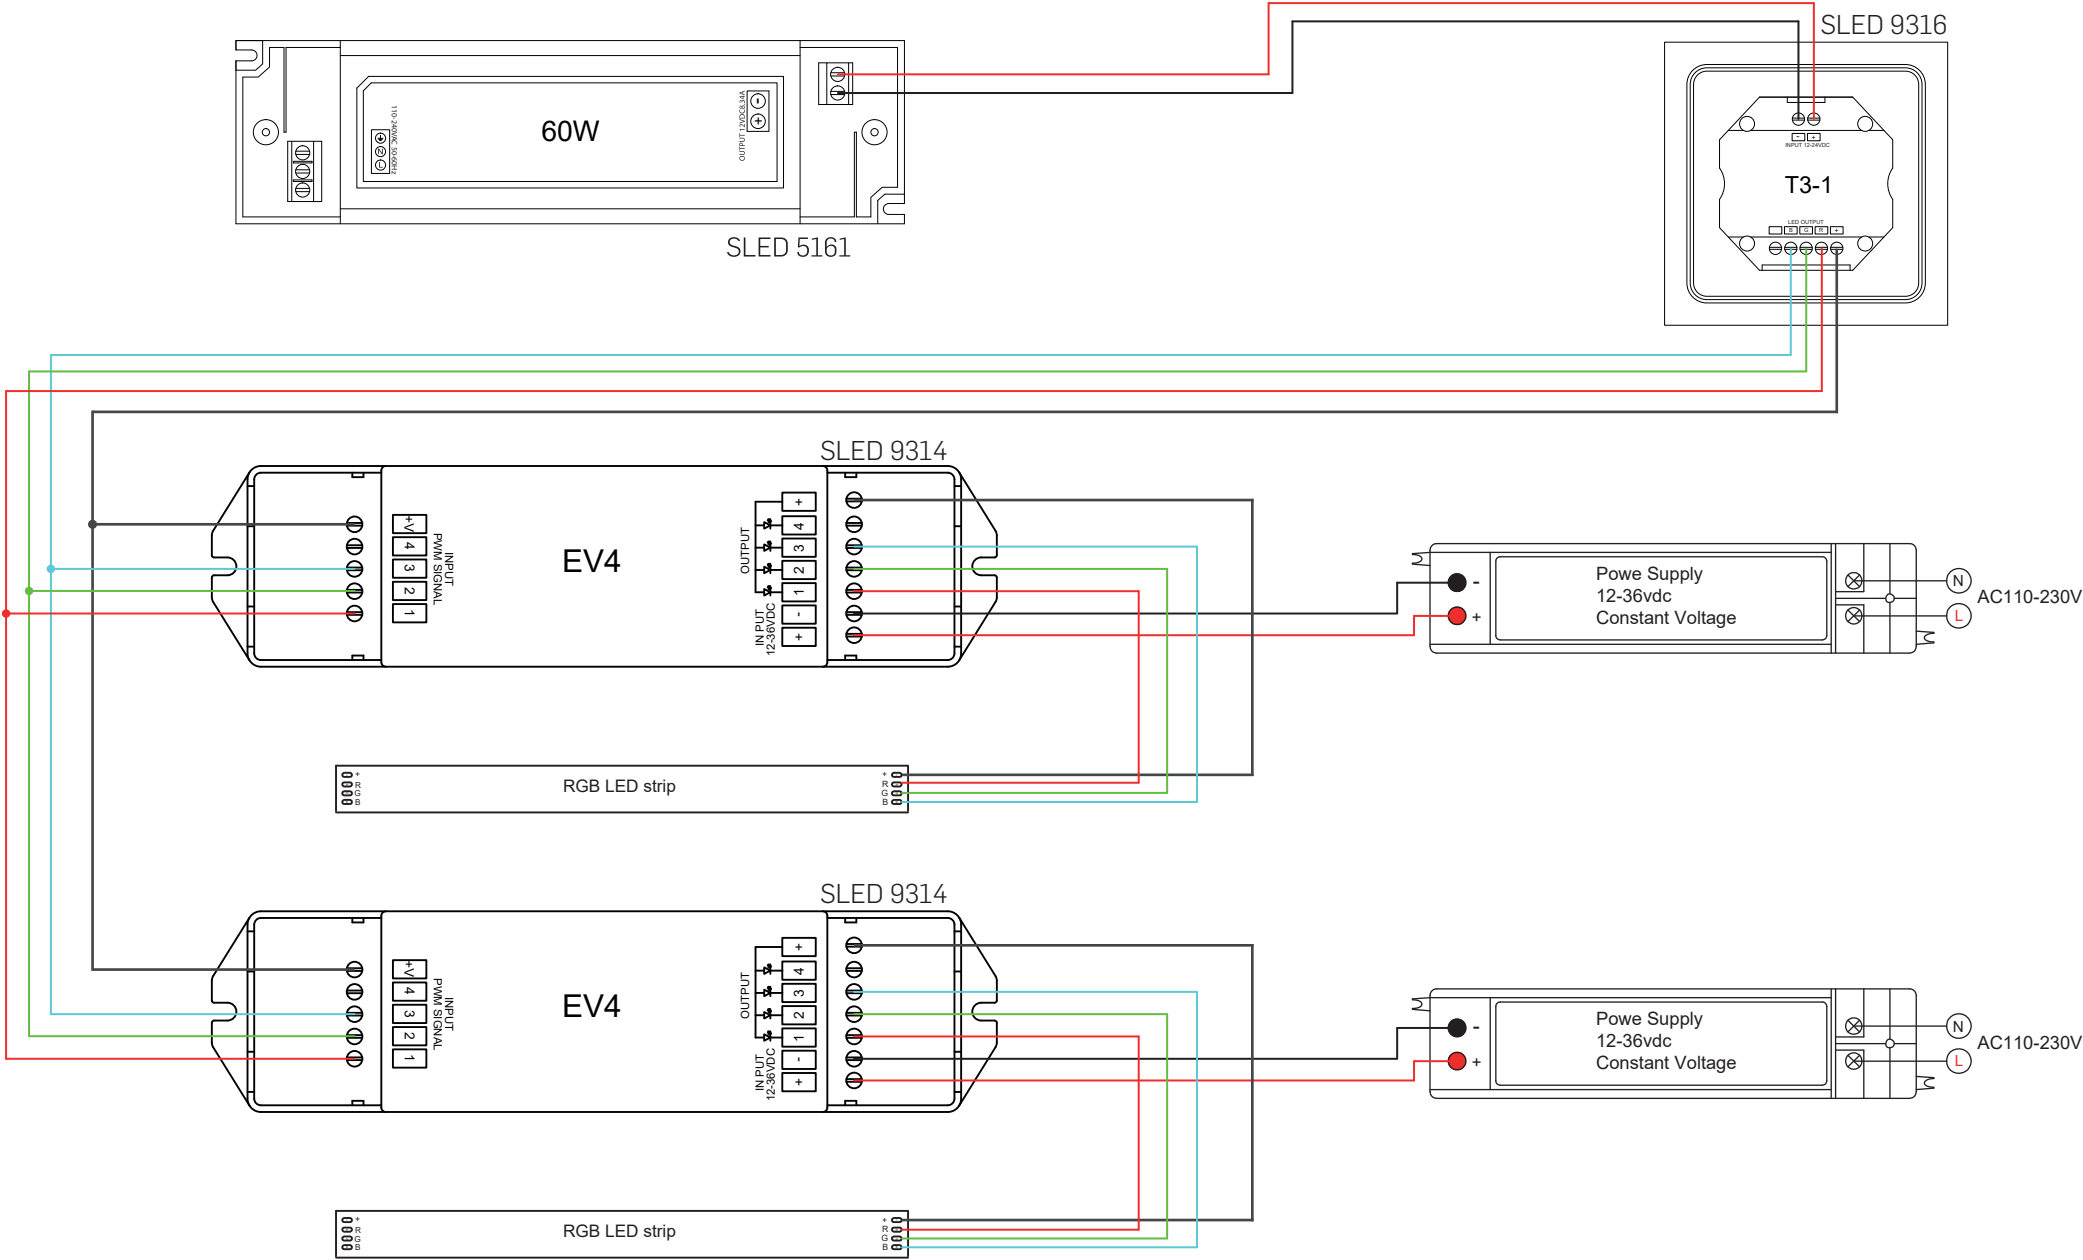 SLED 9316
110-240VAC 50-60Hz
L
N
60W
OUTPUT 12VDC8.34A
-
+
SLED 5161
- +
INPUT 12-24VDC
T3-1
LED OUTPUT
B G R +
SLED 9314
+V
4
3
2
1
INPUT
PWM SIGNAL
EV4
OUTPUT
+
4
3
2
1
-
+
IN PUT
12-36VDC
-
+
Powe Supply
12-36vdc
Constant Voltage
N
L
AC110-230V
+
R
G
B
RGB LED strip
+
R
G
B
SLED 9314
+V
4
3
2
1
INPUT
PWM SIGNAL
EV4
OUTPUT
+
4
3
2
1
-
+
IN PUT
12-36VDC
-
+
Powe Supply
12-36vdc
Constant Voltage
N
L
AC110-230V
+
R
G
B
RGB LED strip
+
R
G
B